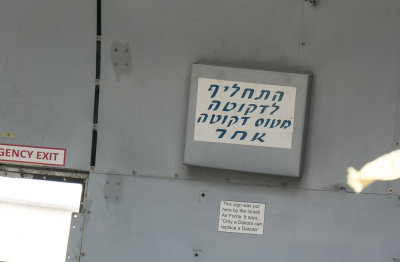 התחליף
לדקוטה
מטוס דקוטה
אחר
GENCY EXIT
This sign was put
here by the Israeli
Air Force. It says:
"Only a Dakota can
replace a Dakota"